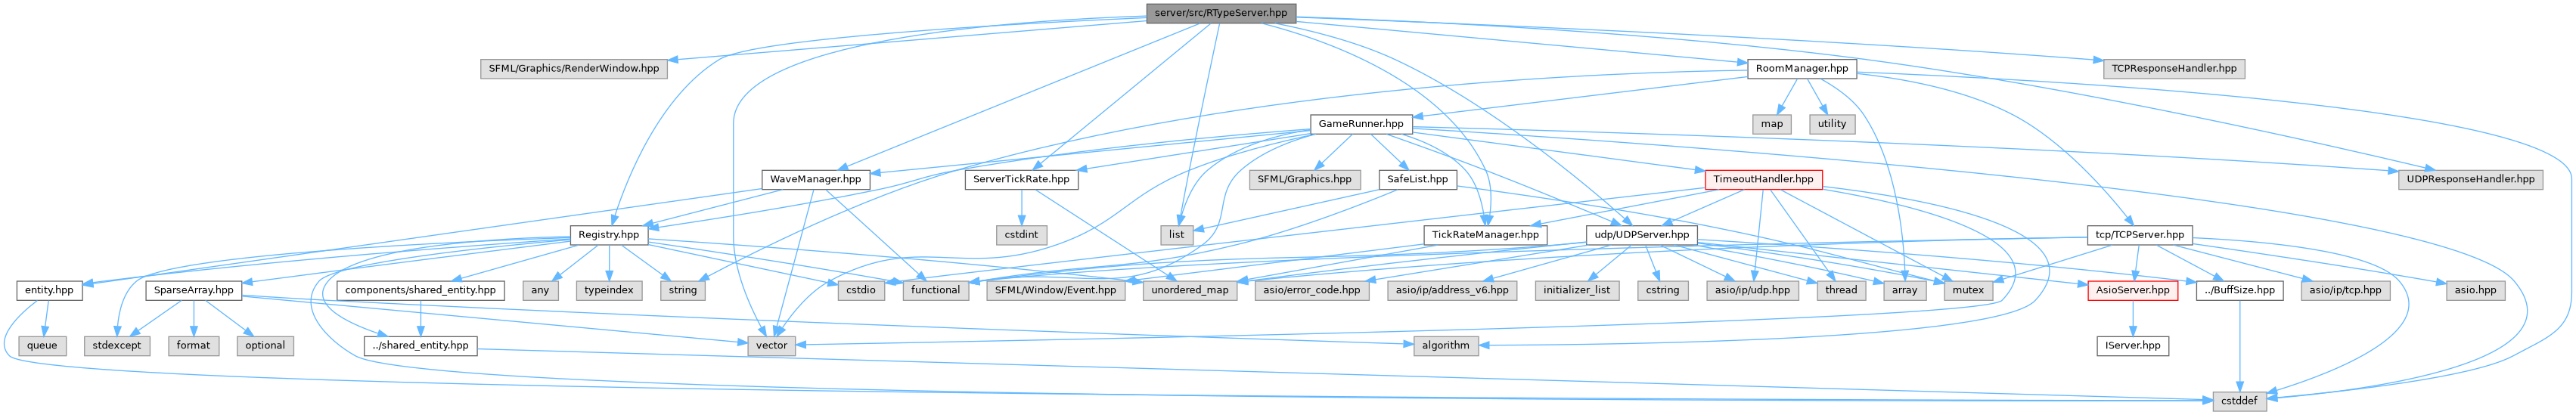 server/src/RTypeServer.hpp
SFML/Graphics/RenderWindow.hpp
RoomManager.hpp
TCPResponseHandler.hpp
GameRunner.hpp
map
utility
WaveManager.hpp
ServerTickRate.hpp
SFML/Graphics.hpp
SafeList.hpp
TimeoutHandler.hpp
UDPResponseHandler.hpp
Registry.hpp
cstdint
list
TickRateManager.hpp
udp/UDPServer.hpp
tcp/TCPServer.hpp
entity.hpp
SparseArray.hpp
components/shared_entity.hpp
any
typeindex
string
cstdio
functional
SFML/Window/Event.hpp
unordered_map
asio/error_code.hpp
asio/ip/address_v6.hpp
initializer_list
cstring
asio/ip/udp.hpp
thread
array
mutex
AsioServer.hpp
../BuffSize.hpp
asio/ip/tcp.hpp
asio.hpp
queue
stdexcept
format
optional
../shared_entity.hpp
vector
algorithm
IServer.hpp
cstddef